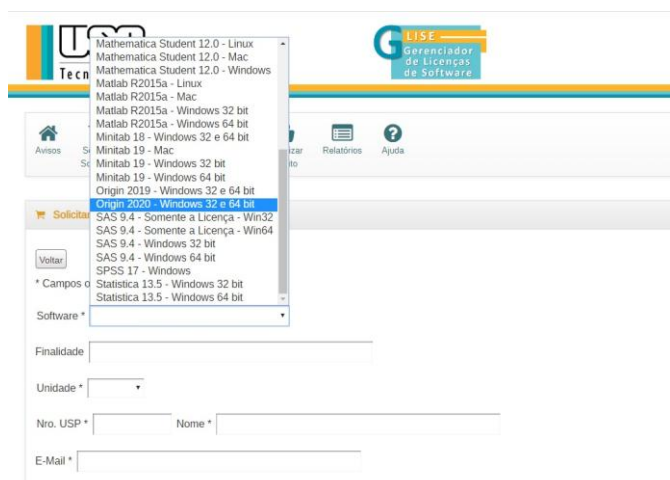 USP
Tecn
LISE
Gerenciador
de Licenças
de Software
Mathematica Student 12.0 - Linux
Mathematica Student 12.0 - Mac
Mathematica Student 12.0 - Windows
Matlab R2015a - Linux
Matlab R2015a - Mac
Matlab R2015a - Windows 32 bit
Matlab R2015a - Windows 64 bit
Minitab 18 - Windows 32 e 64 bit
Minitab 19 - Mac
Minitab 19 - Windows 32 bit
Minitab 19 - Windows 64 bit
Origin 2019 - Windows 32 e 64 bit
Origin 2020 - Windows 32 e 64 bit
SAS 9.4 - Somente a Licença - Win32
SAS 9.4 - Somente a Licença - Win64
SAS 9.4 - Windows 32 bit
SAS 9.4 - Windows 64 bit
SPSS 17 - Windows
Statistica 13.5 - Windows 32 bit
Statistica 13.5 - Windows 64 bit
Avisos
Relatórios
Ajuda
Solicita
Voltar
* Campos o
Software *
Finalidade
Unidade *
Nro. USP * Nome *
E-Mail *